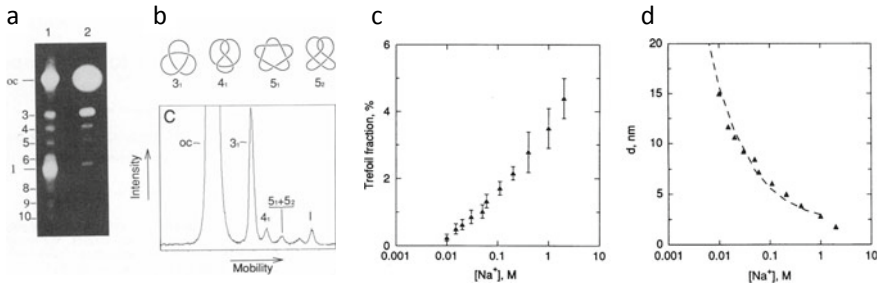 a
1 2
oc
3
4
5
6
l
8
9
10
b
3₁ 4₁ 5₁ 5₂
C
oc
3₁
4₁
5₁+5₂
l
Intensity
Mobility
c
Trefoil fraction, %
6
4
2
0
0.001 0.01 0.1 1 10
[Na⁺], M
d
d, nm
20
15
10
5
0
0.001 0.01 0.1 1 10
[Na⁺], M